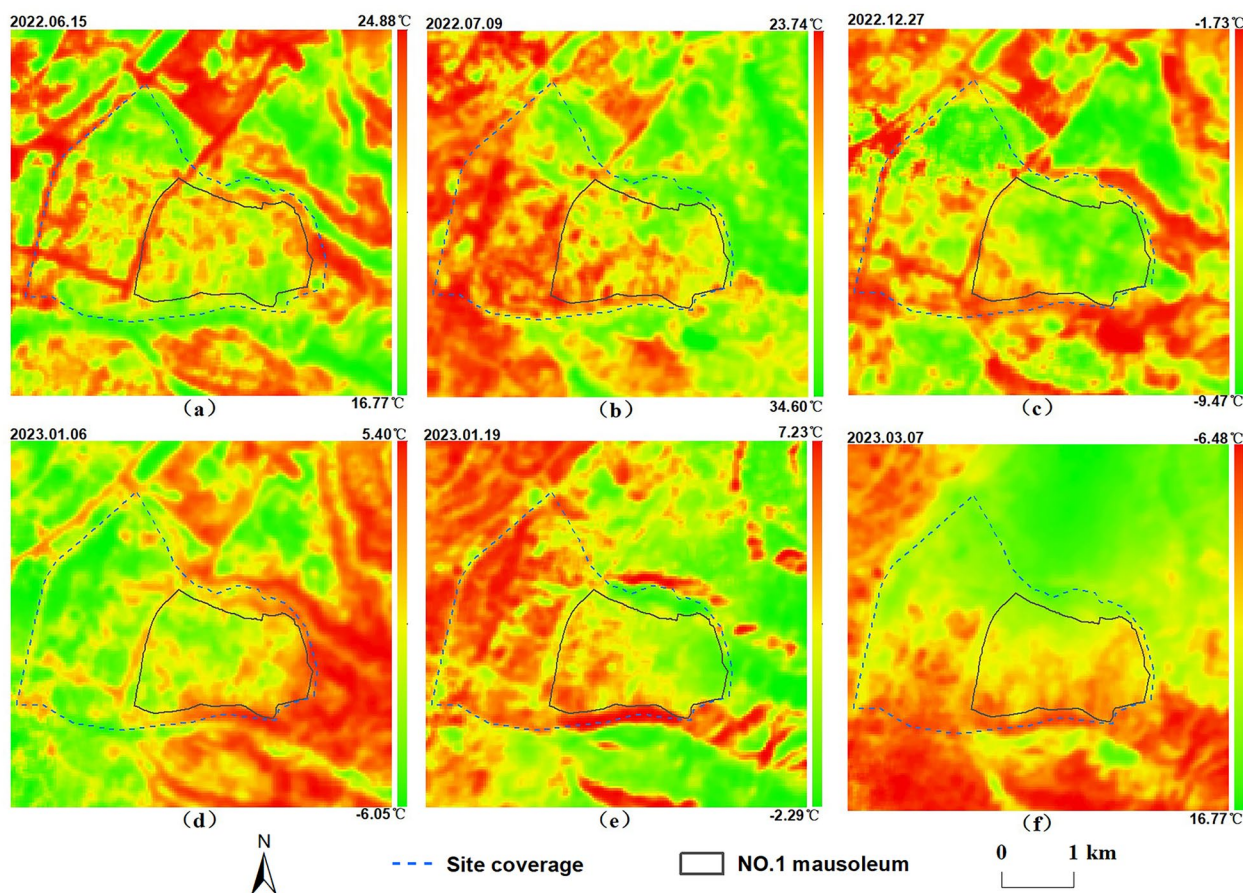 2022.06.15 24.88℃
2022.07.09 23.74℃
2022.12.27 -1.73℃
16.77℃
(a)
34.60℃
(b)
-9.47℃
(c)
2023.01.06 5.40℃
2023.01.19 7.23℃
2023.03.07 -6.48℃
-6.05℃
(d)
-2.29℃
(e)
16.77℃
(f)
N
Site coverage
NO.1 mausoleum
0 1 km